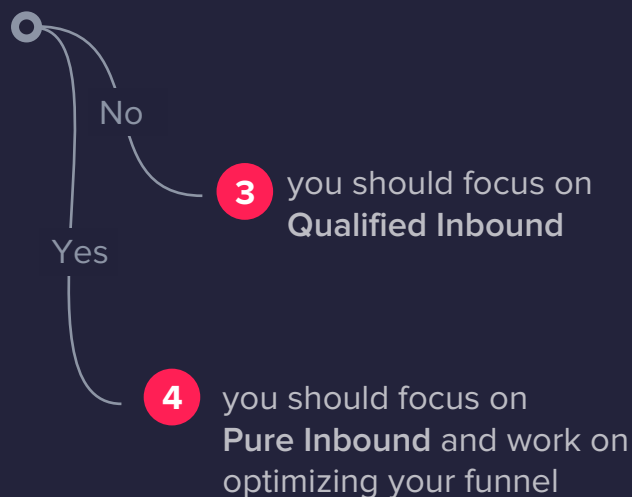 No
3
you should focus on
Qualified Inbound
Yes
4
you should focus on
Pure Inbound and work on
optimizing your funnel